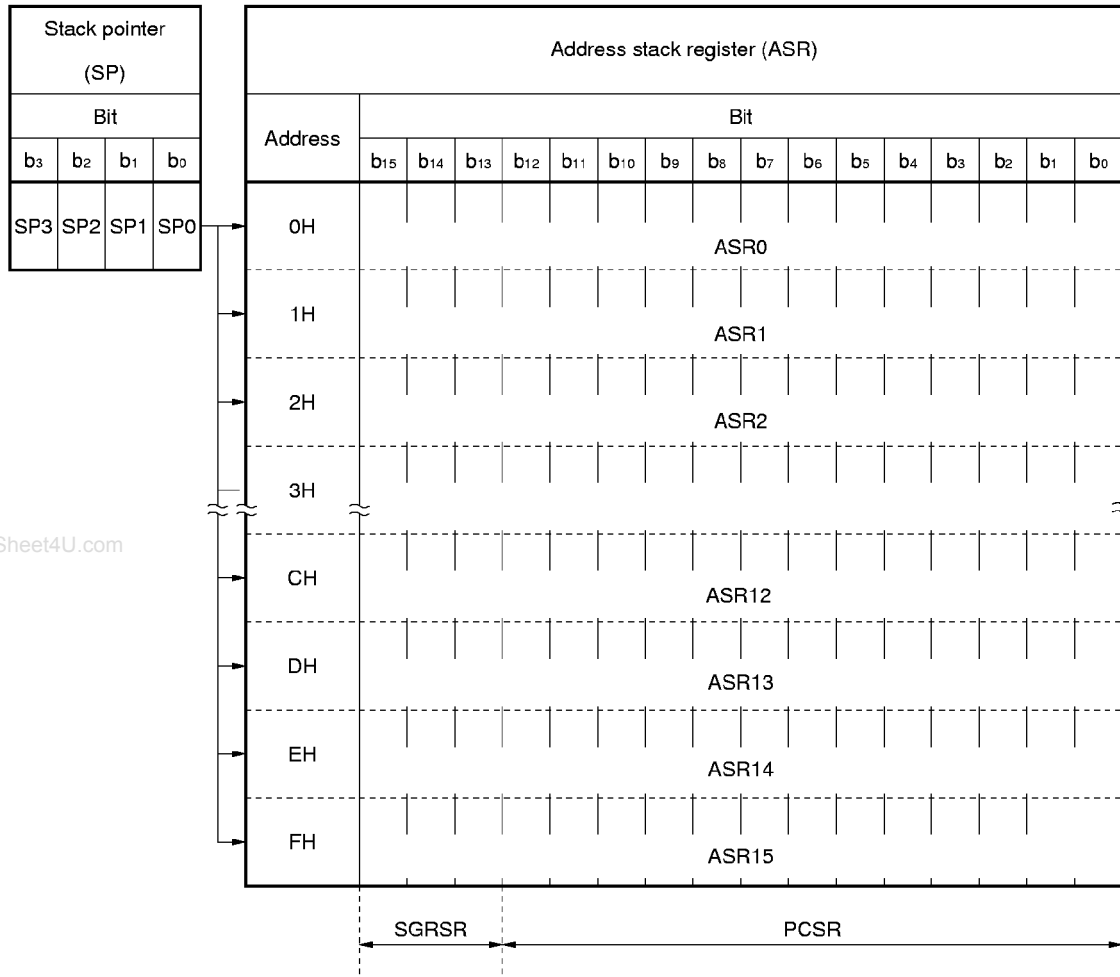 Stack pointer
(SP)
Bit
b3 b2 b1 b0
SP3 SP2 SP1 SP0
Address stack register (ASR)
Address
Bit
b15 b14 b13 b12 b11 b10 b9 b8 b7 b6 b5 b4 b3 b2 b1 b0
0H
ASR0
1H
ASR1
2H
ASR2
3H
Sheet4U.com
CH
ASR12
DH
ASR13
EH
ASR14
FH
ASR15
SGRSR
PCSR